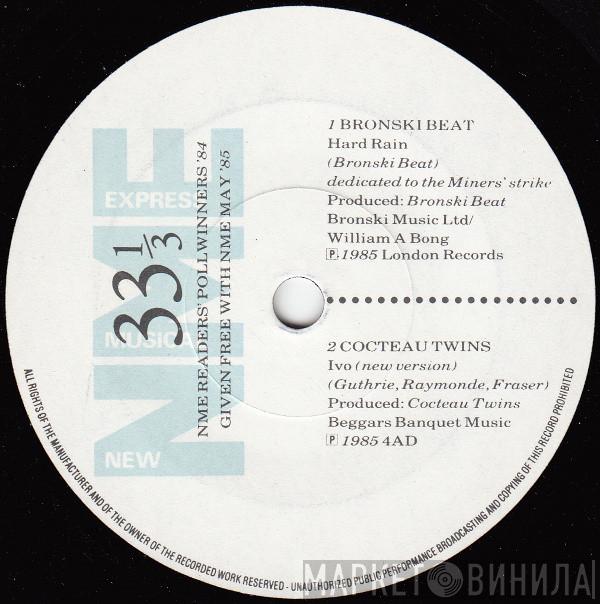 1 BRONSKI BEAT
Hard Rain
(Bronski Beat)
dedicated to the Miners' strike
Produced: Bronski Beat
Bronski Music Ltd/
William A Bong
Ⓟ 1985 London Records
2 COCTEAU TWINS
Ivo (new version)
(Guthrie, Raymonde, Fraser)
Produced: Cocteau Twins
Beggars Banquet Music
Ⓟ 1985 4AD
NME
NEW MUSICAL EXPRESS
33 1/3
NME READERS' POLLWINNERS '84
GIVEN FREE WITH NME MAY '85
ALL RIGHTS OF THE MANUFACTURER AND OF THE OWNER OF THE RECORDED WORK RESERVED - UNAUTHORIZED PUBLIC PERFORMANCE BROADCASTING AND COPYING OF THIS RECORD PROHIBITED
МАРКЕТ ВИНИЛА